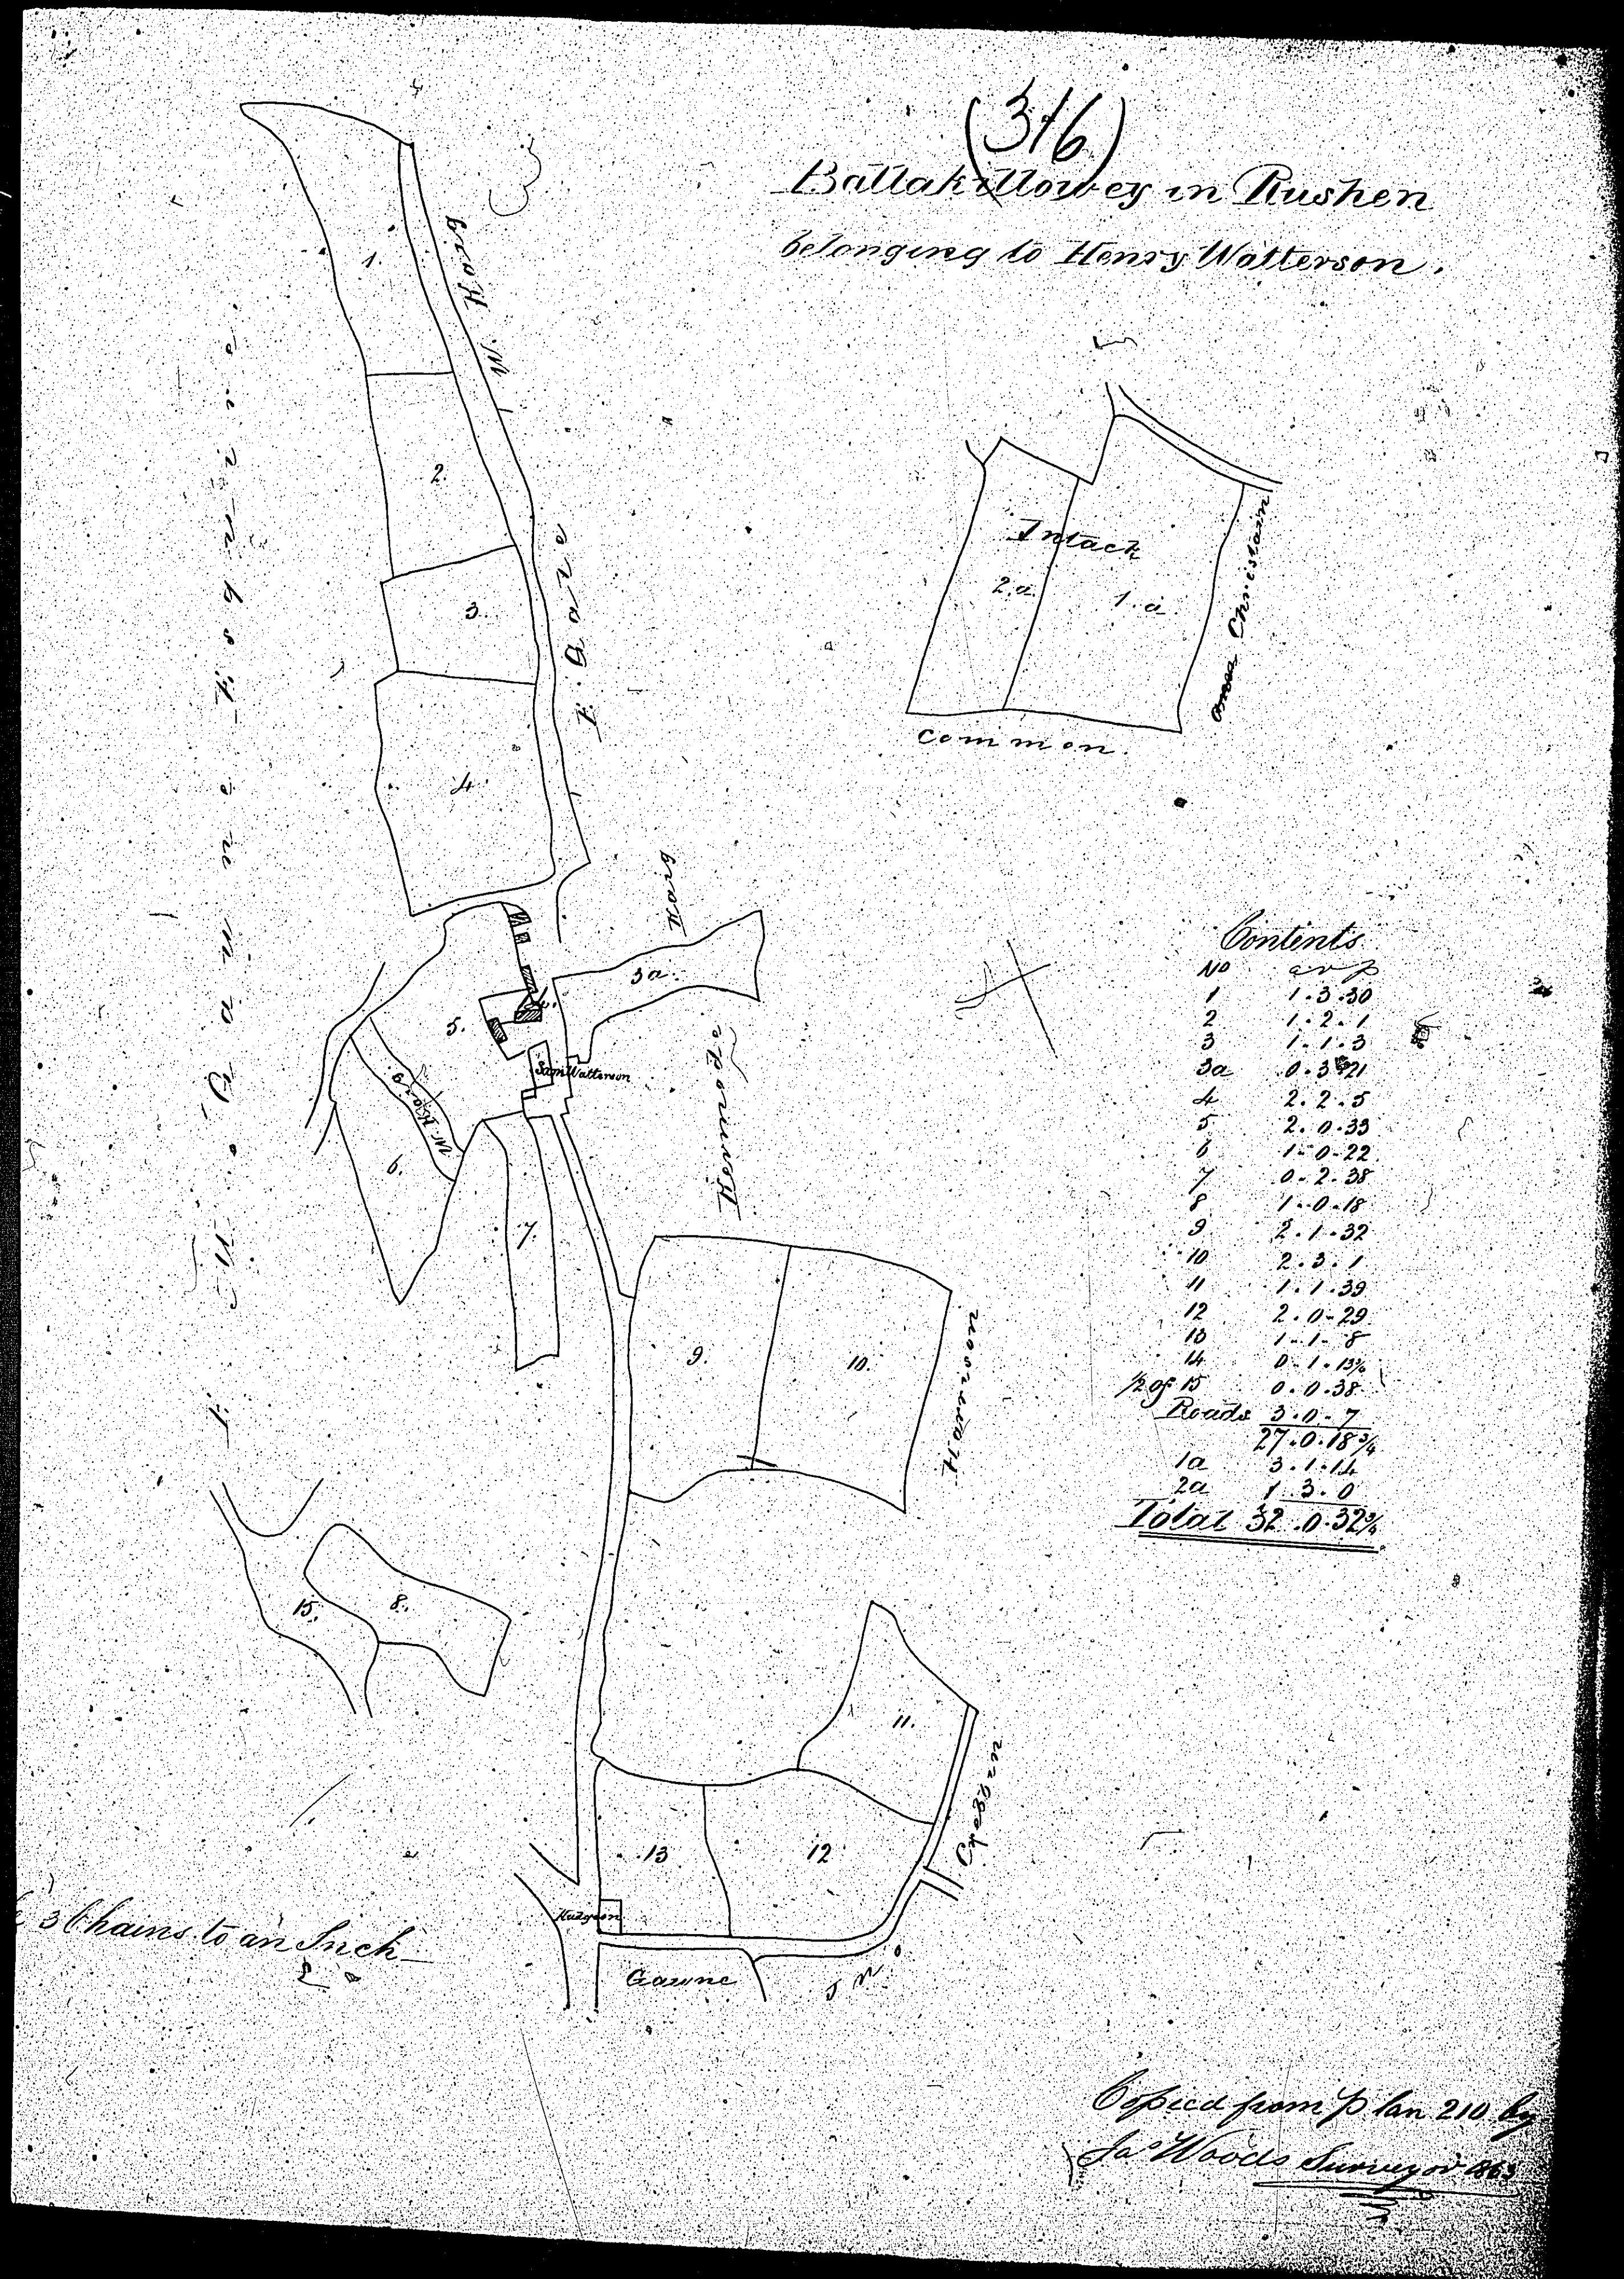 (316)
Ballakillowey in Rushen
belonging to Henry Watterson.
1.
2.
3.
4.
W. Karg
T. Gawne
Intack
2.a
1.a
Christain
Common.
Karg
3a.
5.
14.
Sam Watterson
6.
7.
9.
10.
15.
8.
11.
Crebbin
13
12
Gawne
Contents
No a r p
1 1.3.30
2 1.2.1
3 1.1.3
3a 0.3.21
4 2.2.5
5 2.0.33
6 1.0.22
7 0.2.38
8 1.0.18
9 2.1.32
10 2.3.1
11 1.1.39
12 2.0.29
13 1.1.8
14 0.1.13¾
½ of 15 0.0.38
Roads 3.0.7
27.0.18¾
1a 3.1.14
2a 1.3.0
Total 32.0.32¾
3 Chains to an Inch
Copied from Plan 210 by
Jas Woods Surveyor 1863